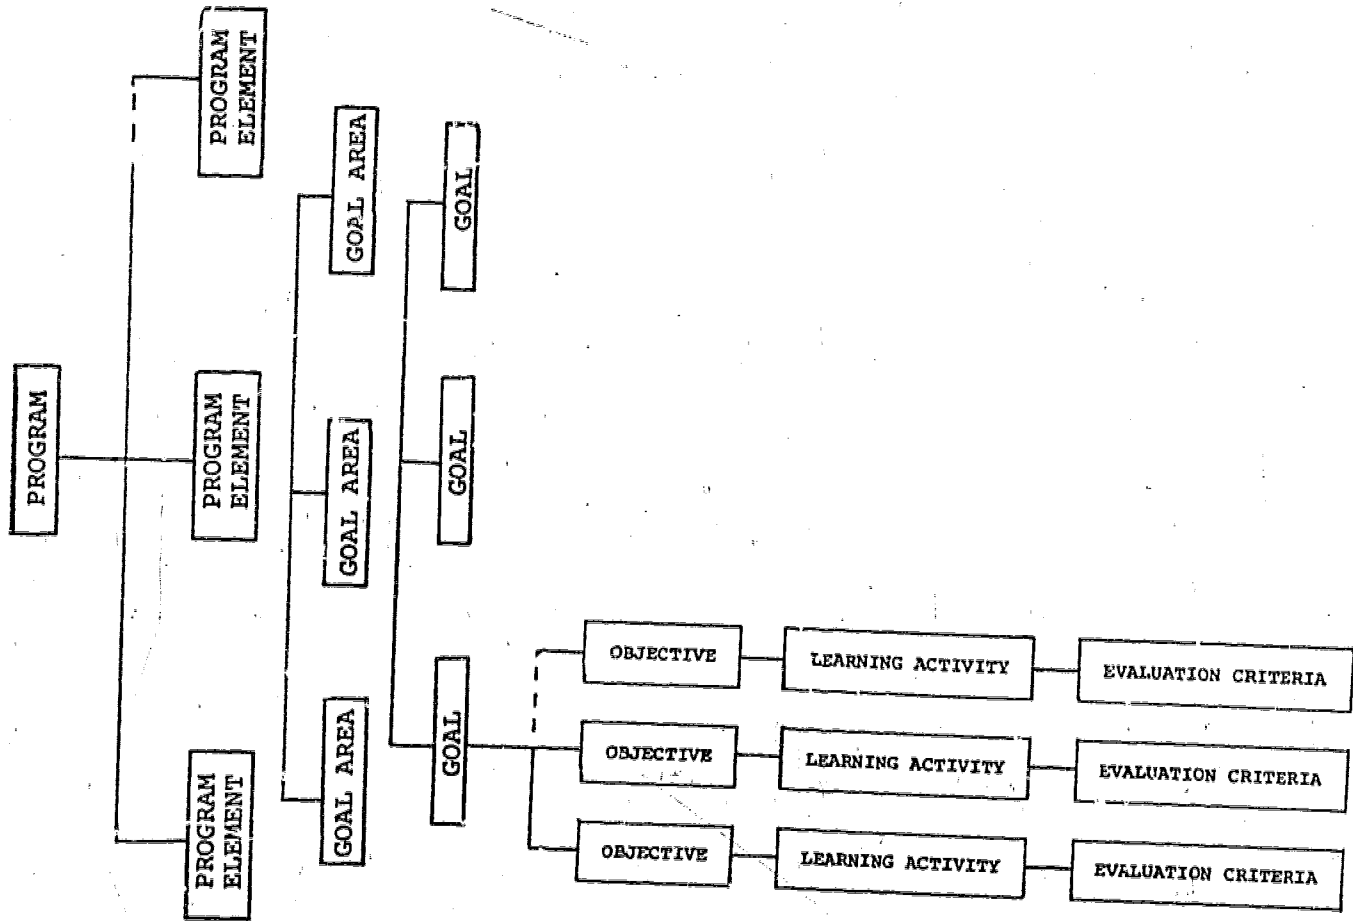 PROGRAM
PROGRAM
ELEMENT
PROGRAM
ELEMENT
PROGRAM
ELEMENT
GOAL AREA
GOAL AREA
GOAL AREA
GOAL
GOAL
GOAL
OBJECTIVE
LEARNING ACTIVITY
EVALUATION CRITERIA
OBJECTIVE
LEARNING ACTIVITY
EVALUATION CRITERIA
OBJECTIVE
LEARNING ACTIVITY
EVALUATION CRITERIA